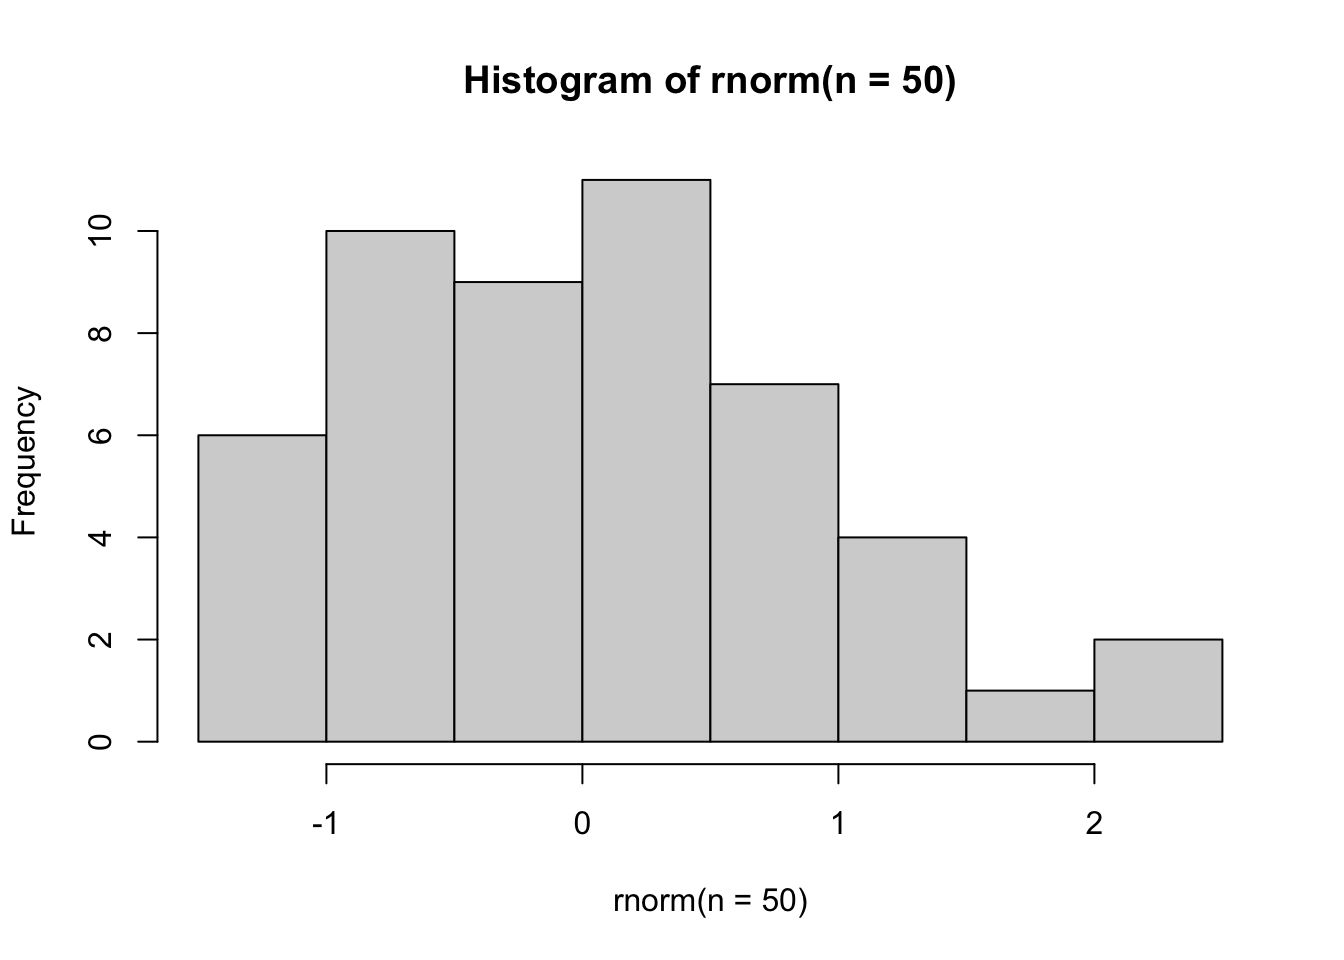 Histogram of rnorm(n = 50)
Frequency
10
8
6
4
2
0
-1 0 1 2
rnorm(n = 50)